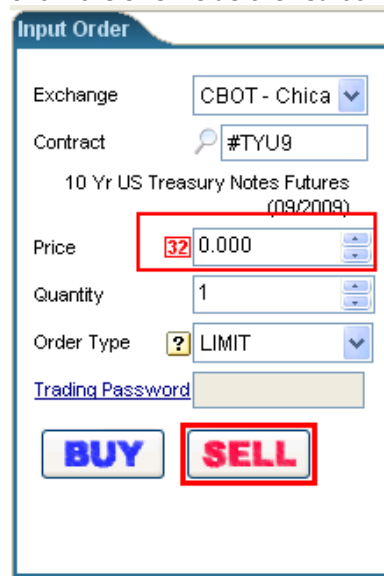 Input Order
Exchange CBOT - Chica
Contract #TYU9
10 Yr US Treasury Notes Futures
(09/2009)
Price 32 0.000
Quantity 1
Order Type ? LIMIT
Trading Password
BUY SELL